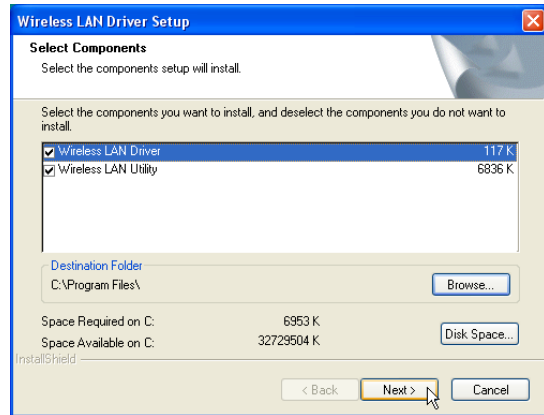 Wireless LAN Driver Setup
Select Components
Select the components setup will install.
Select the components you want to install, and deselect the components you do not want to
install.
Wireless LAN Driver 117 K
Wireless LAN Utility 6836 K
Destination Folder
C:\Program Files\
Browse...
Space Required on C: 6953 K
Space Available on C: 32729504 K
Disk Space...
InstallShield
< Back Next > Cancel